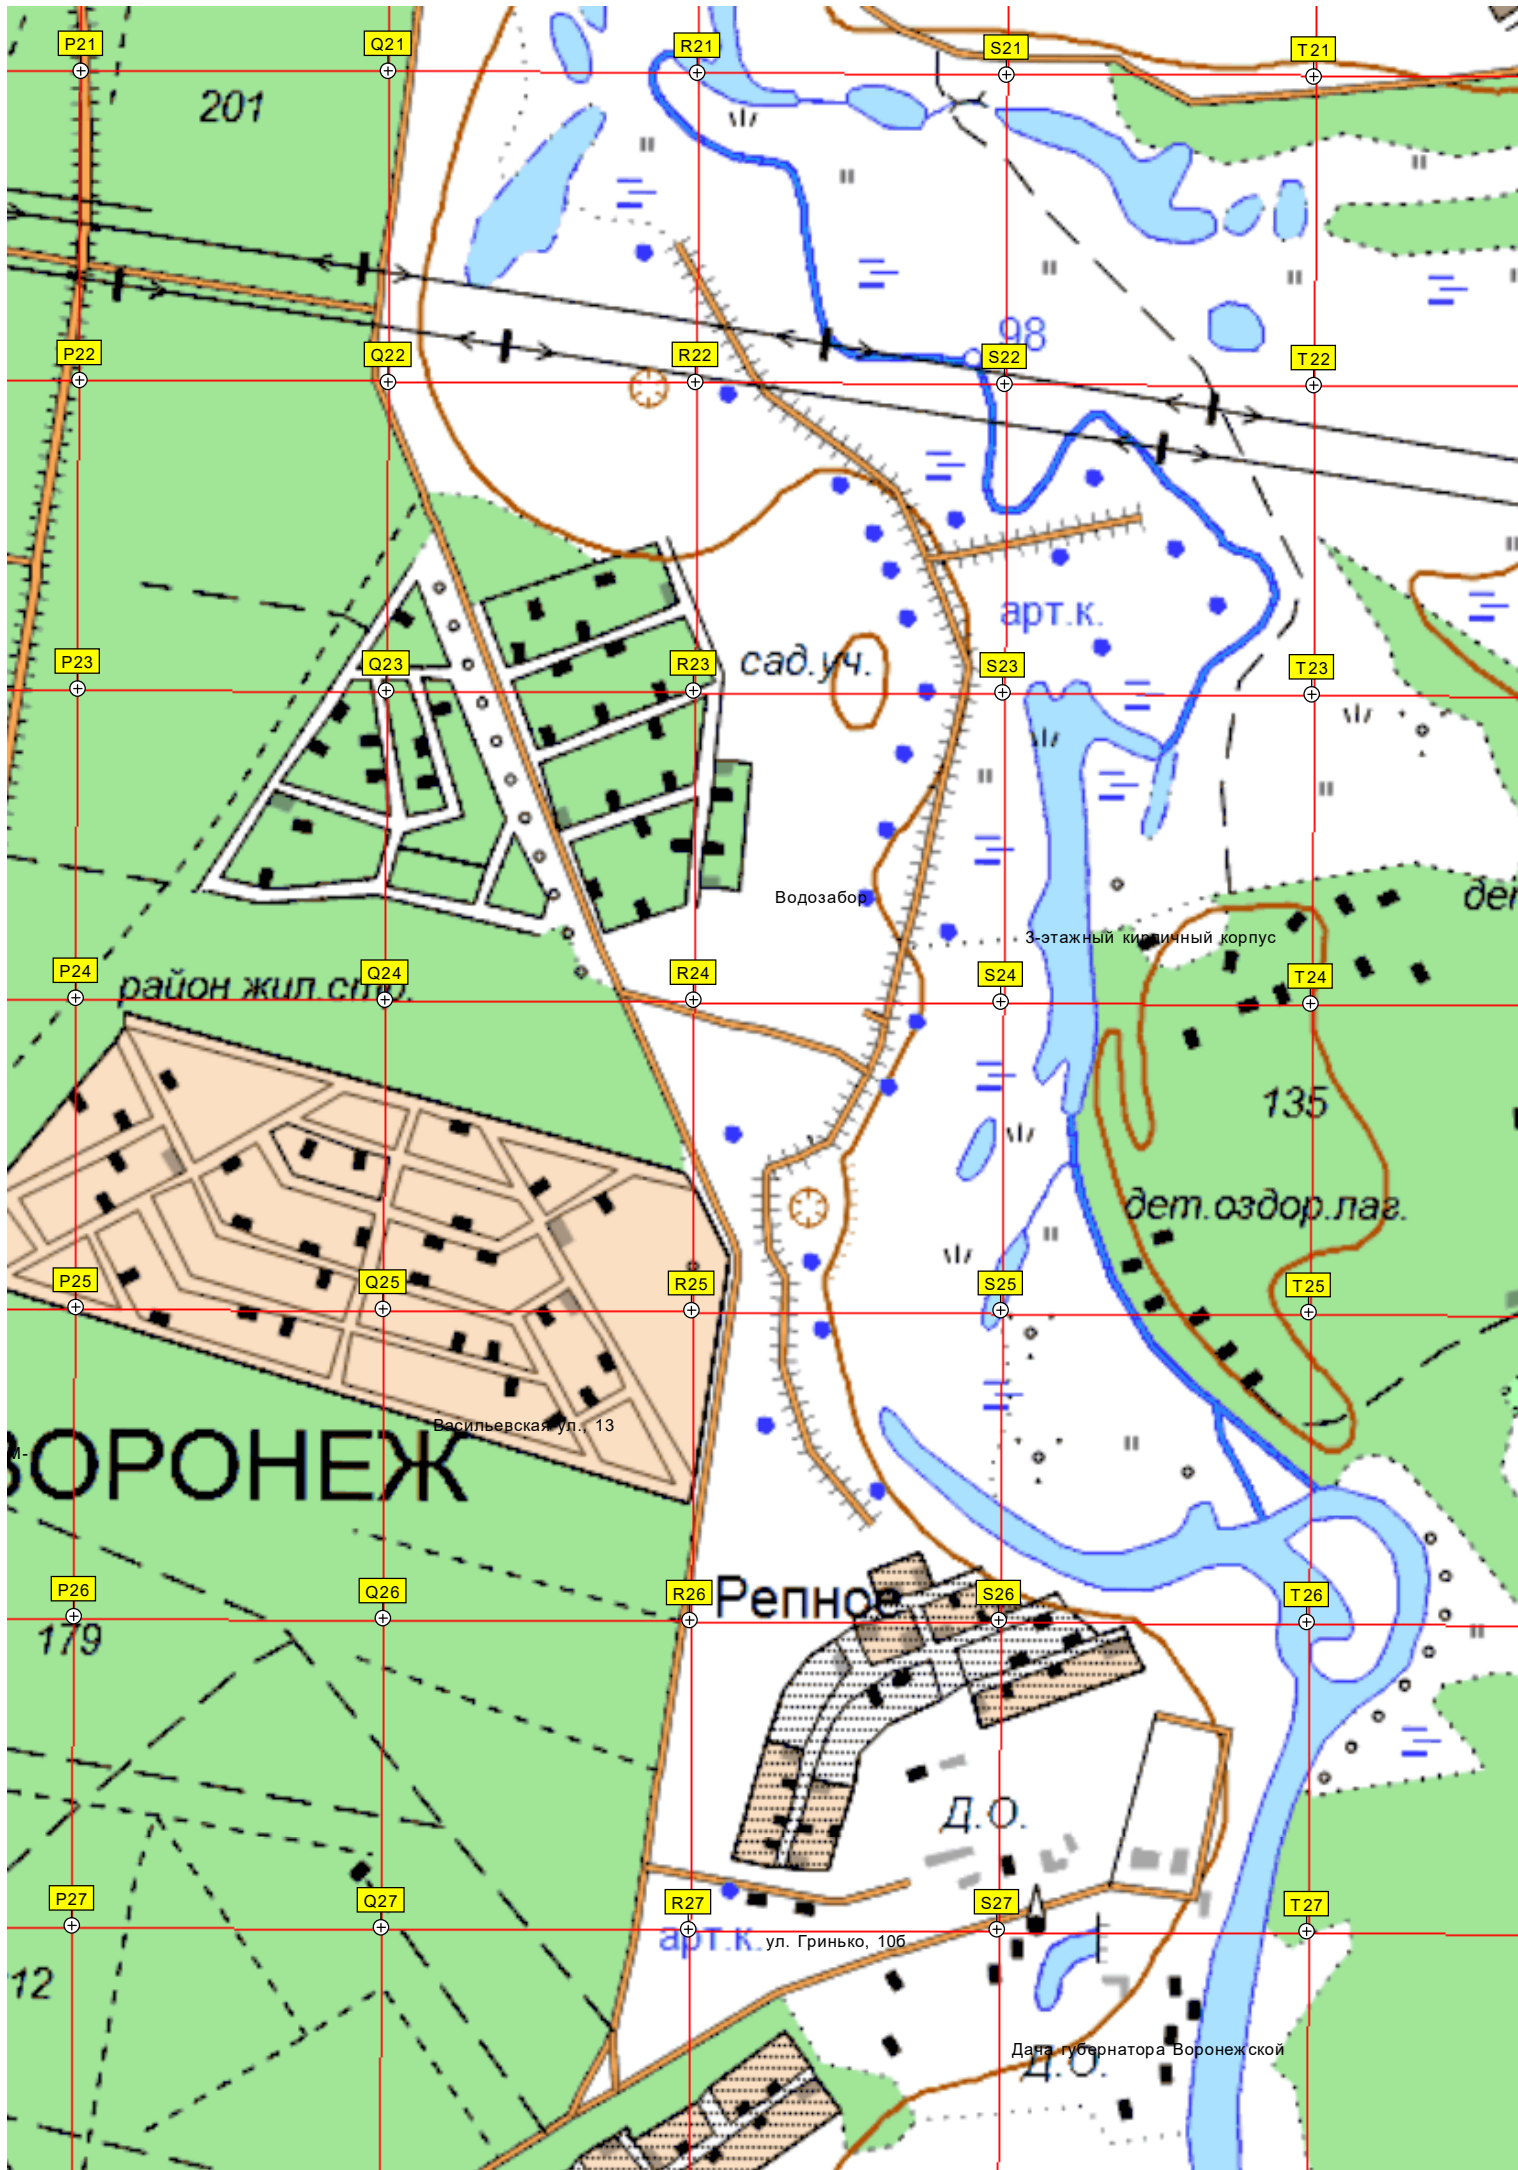 P21 Q21 R21 S21 T21
201
98
P22 Q22 R22 S22 T22
арт.к.
P23 Q23 R23 S23 T23
сад.уч.
Водозабор
дет
3-этажный кирпичный корпус
P24 Q24 R24 S24 T24
район жил.стр.
135
дет.оздор.лаг.
P25 Q25 R25 S25 T25
Васильевская ул., 13
ВОРОНЕЖ
P26 Q26 R26 S26 T26
Репное
179
Д.О.
P27 Q27 R27 S27 T27
арт.к. ул. Гринько, 10б
12
Дача губернатора Воронежской
Д.О.